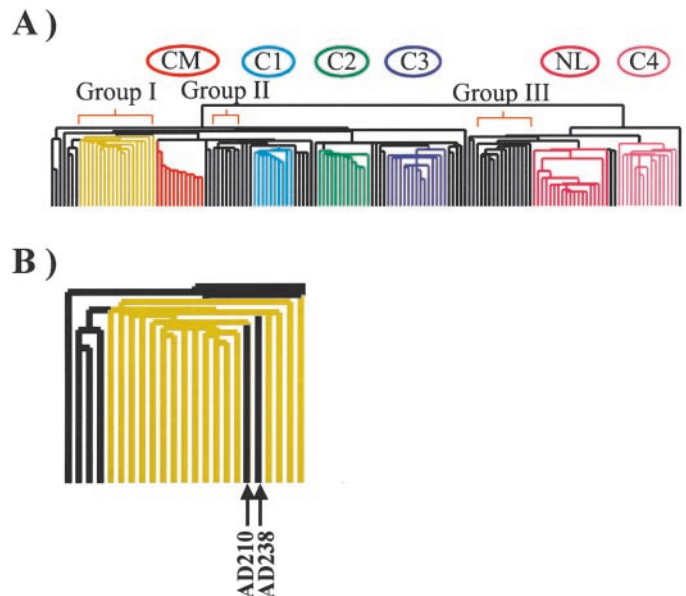 A )
CM C1 C2 C3 NL C4
Group I Group II Group III
B )
AD210
AD238